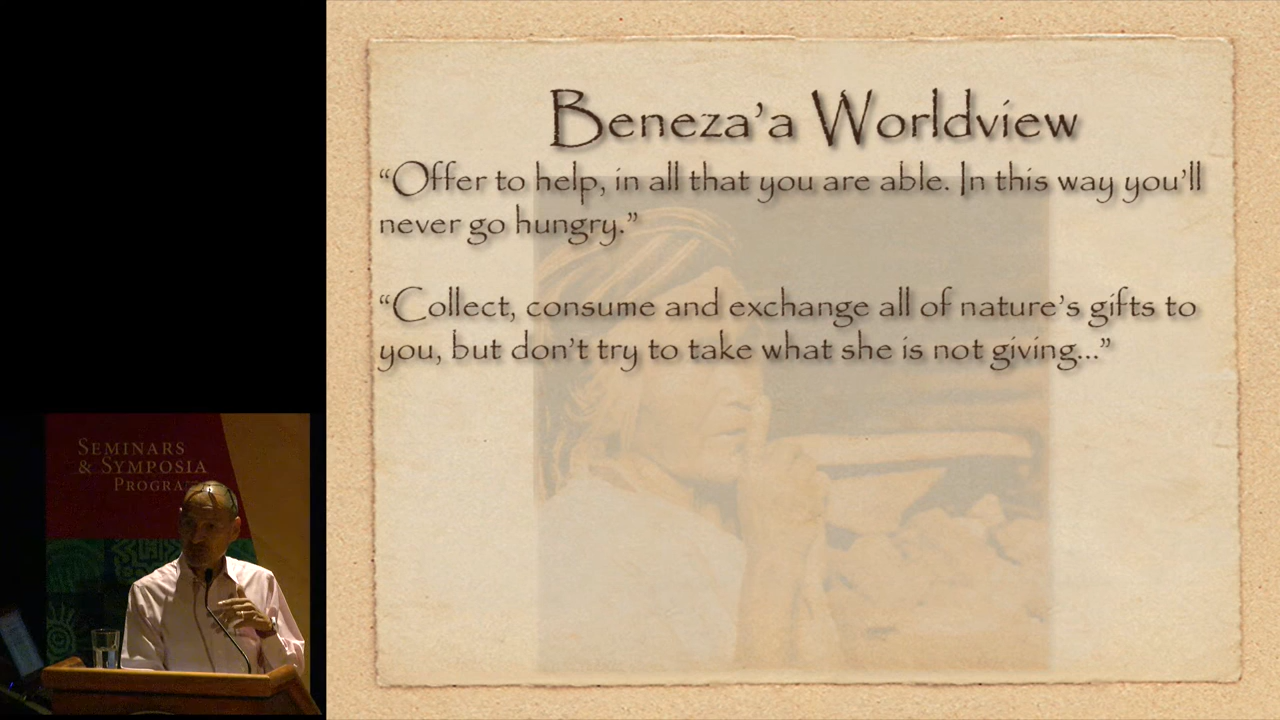 Beneza’a Worldview
“Offer to help, in all that you are able. In this way you’ll
never go hungry.”
“Collect, consume and exchange all of nature’s gifts to
you, but don’t try to take what she is not giving...”
SEMINARS
& SYMPOSIA